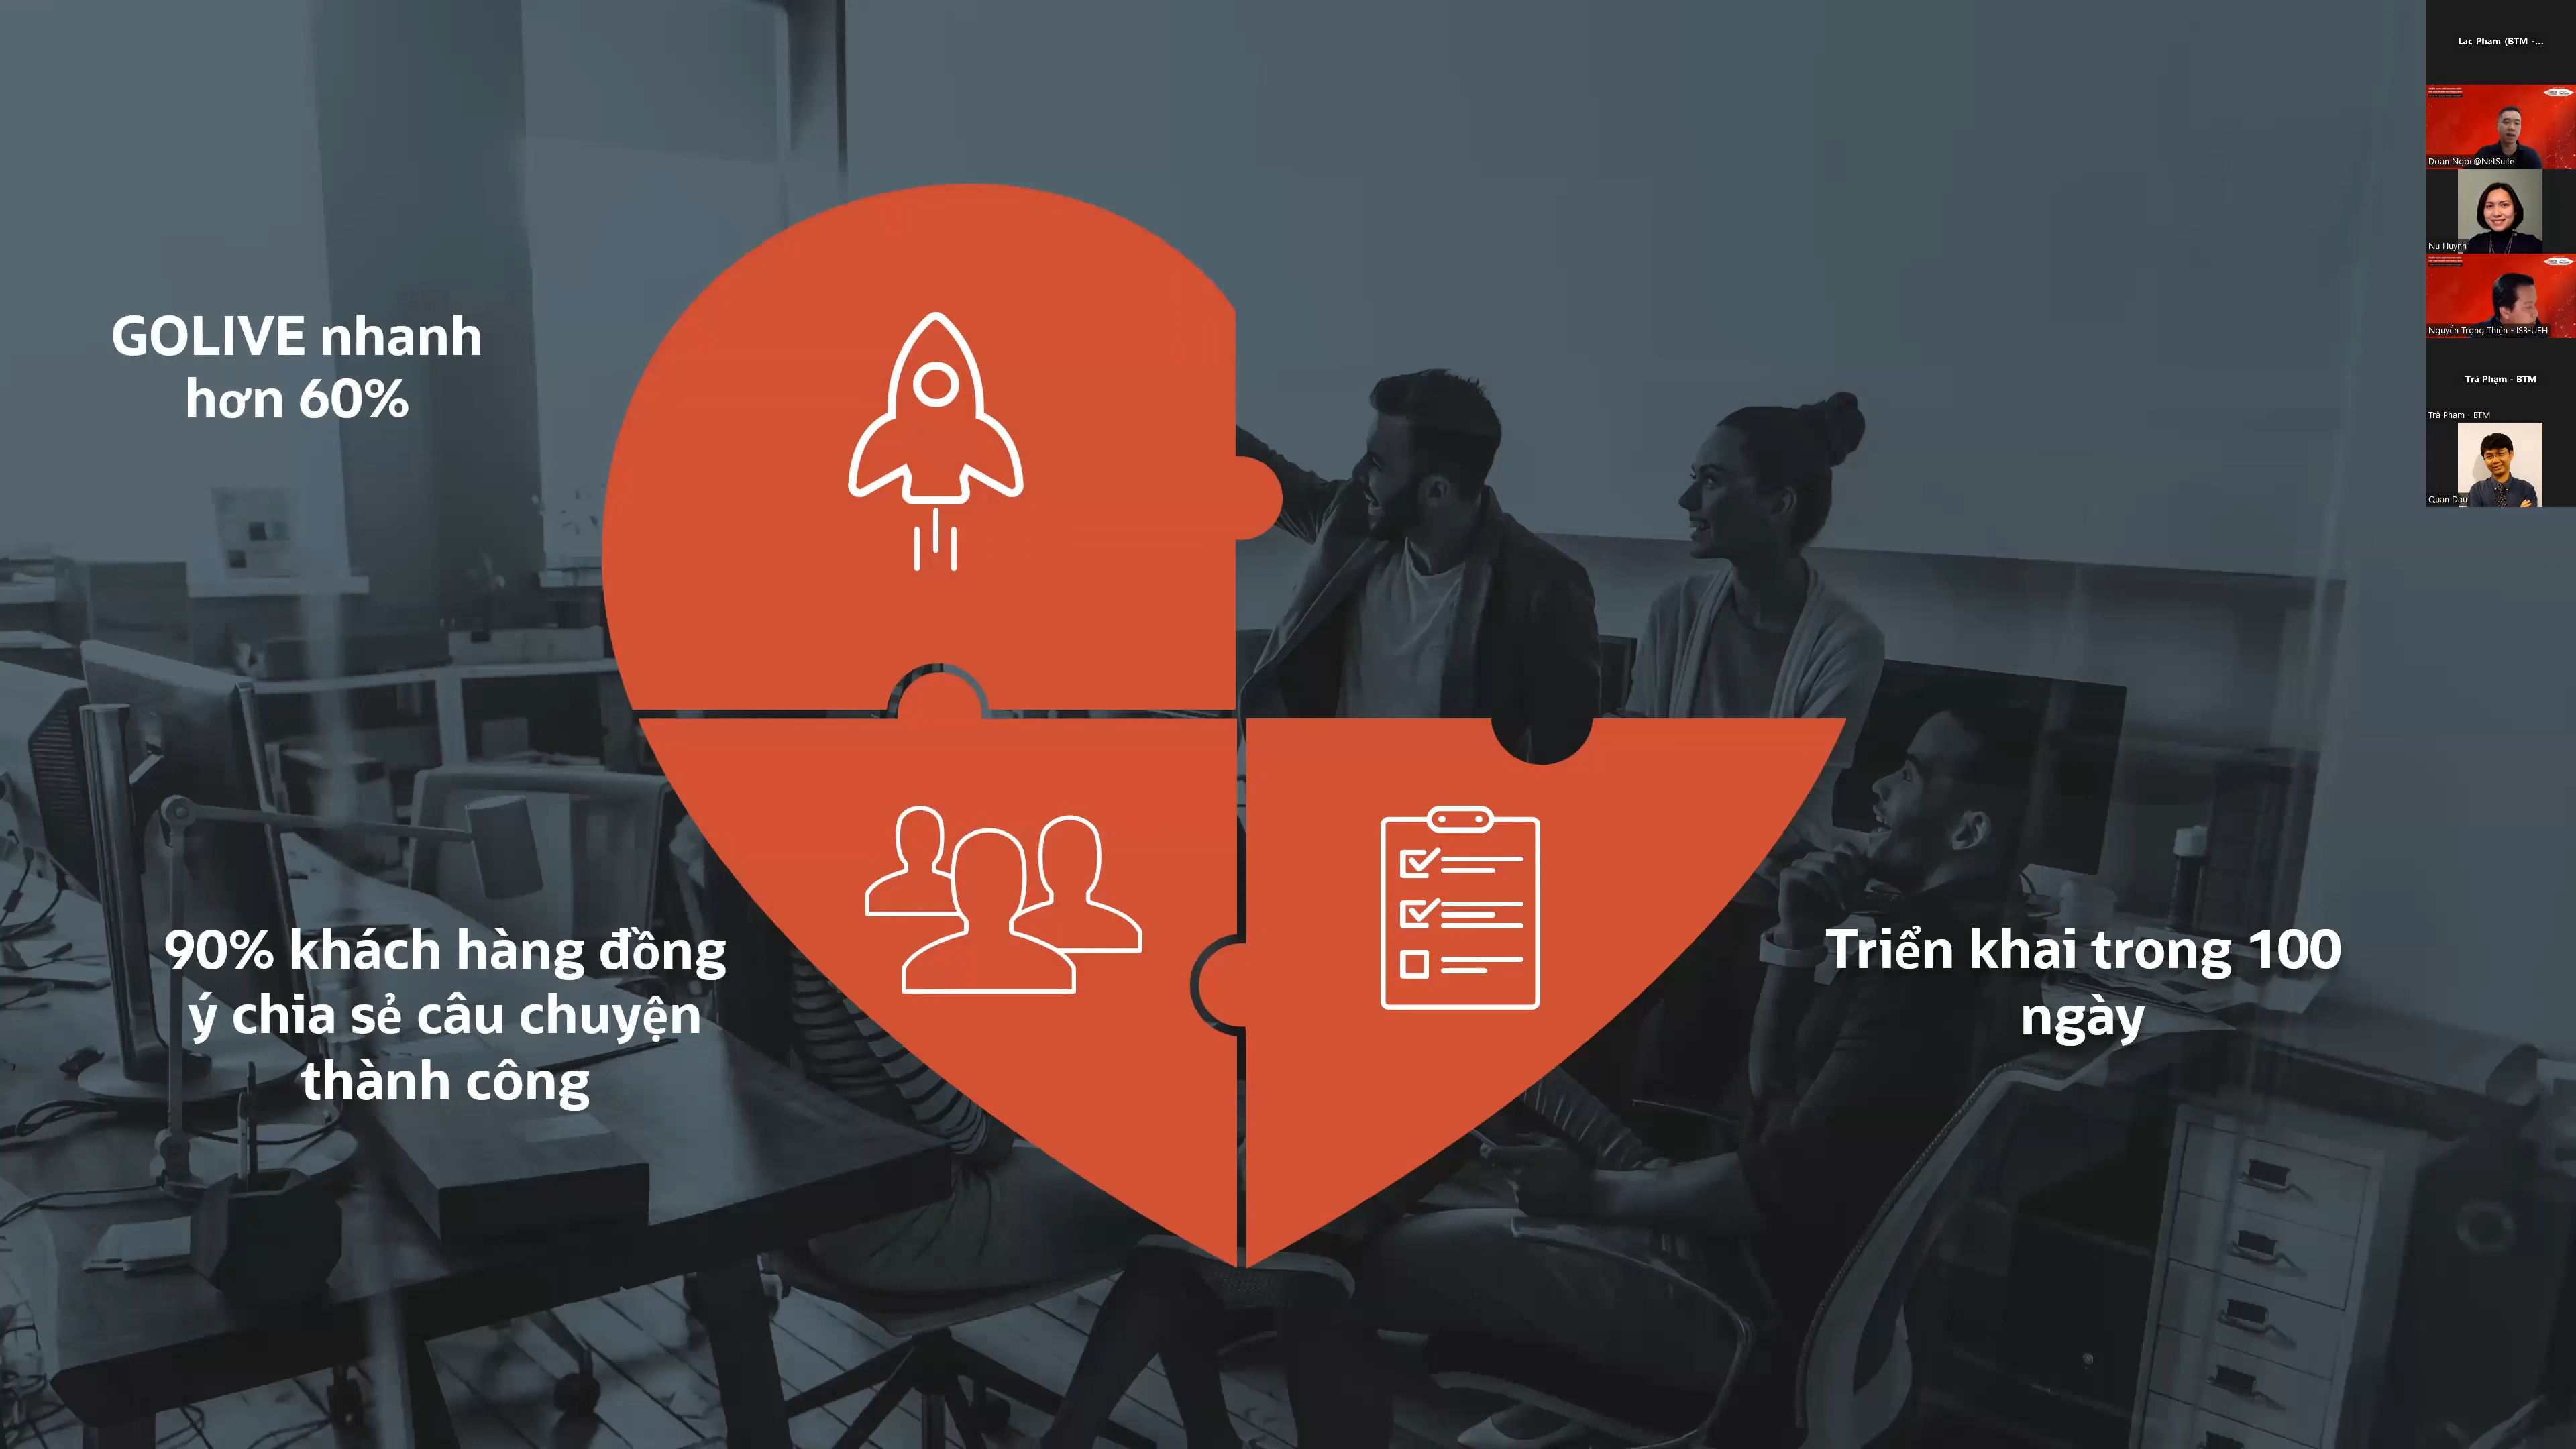 GOLIVE nhanh
hơn 60%
90% khách hàng đồng
ý chia sẻ câu chuyện
thành công
Triển khai trong 100
ngày
Lac Pham (BTM -...
Doan Ngoc@NetSuite
Nu Huynh
Nguyễn Trọng Thiện - ISB-UEH
Trà Phạm - BTM
Trà Phạm - BTM
Quan Dau